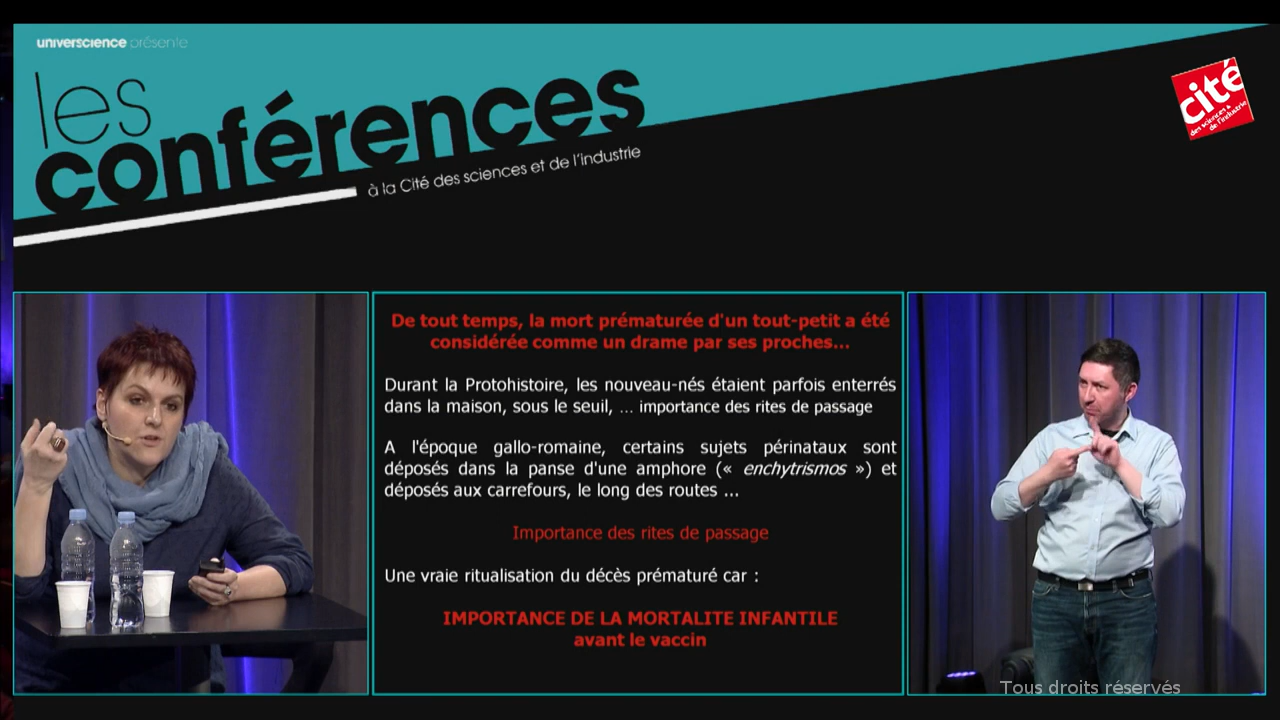 universcience présente
les
conférences
à la Cité des sciences et de l'industrie
cité
des sciences &
de l'industrie
De tout temps, la mort prématurée d'un tout-petit a été
considérée comme un drame par ses proches...
Durant la Protohistoire, les nouveau-nés étaient parfois enterrés
dans la maison, sous le seuil, ... importance des rites de passage
A l'époque gallo-romaine, certains sujets périnataux sont
déposés dans la panse d'une amphore (« enchytrismos ») et
déposés aux carrefours, le long des routes ...
Importance des rites de passage
Une vraie ritualisation du décès prématuré car :
IMPORTANCE DE LA MORTALITE INFANTILE
avant le vaccin
Tous droits réservés